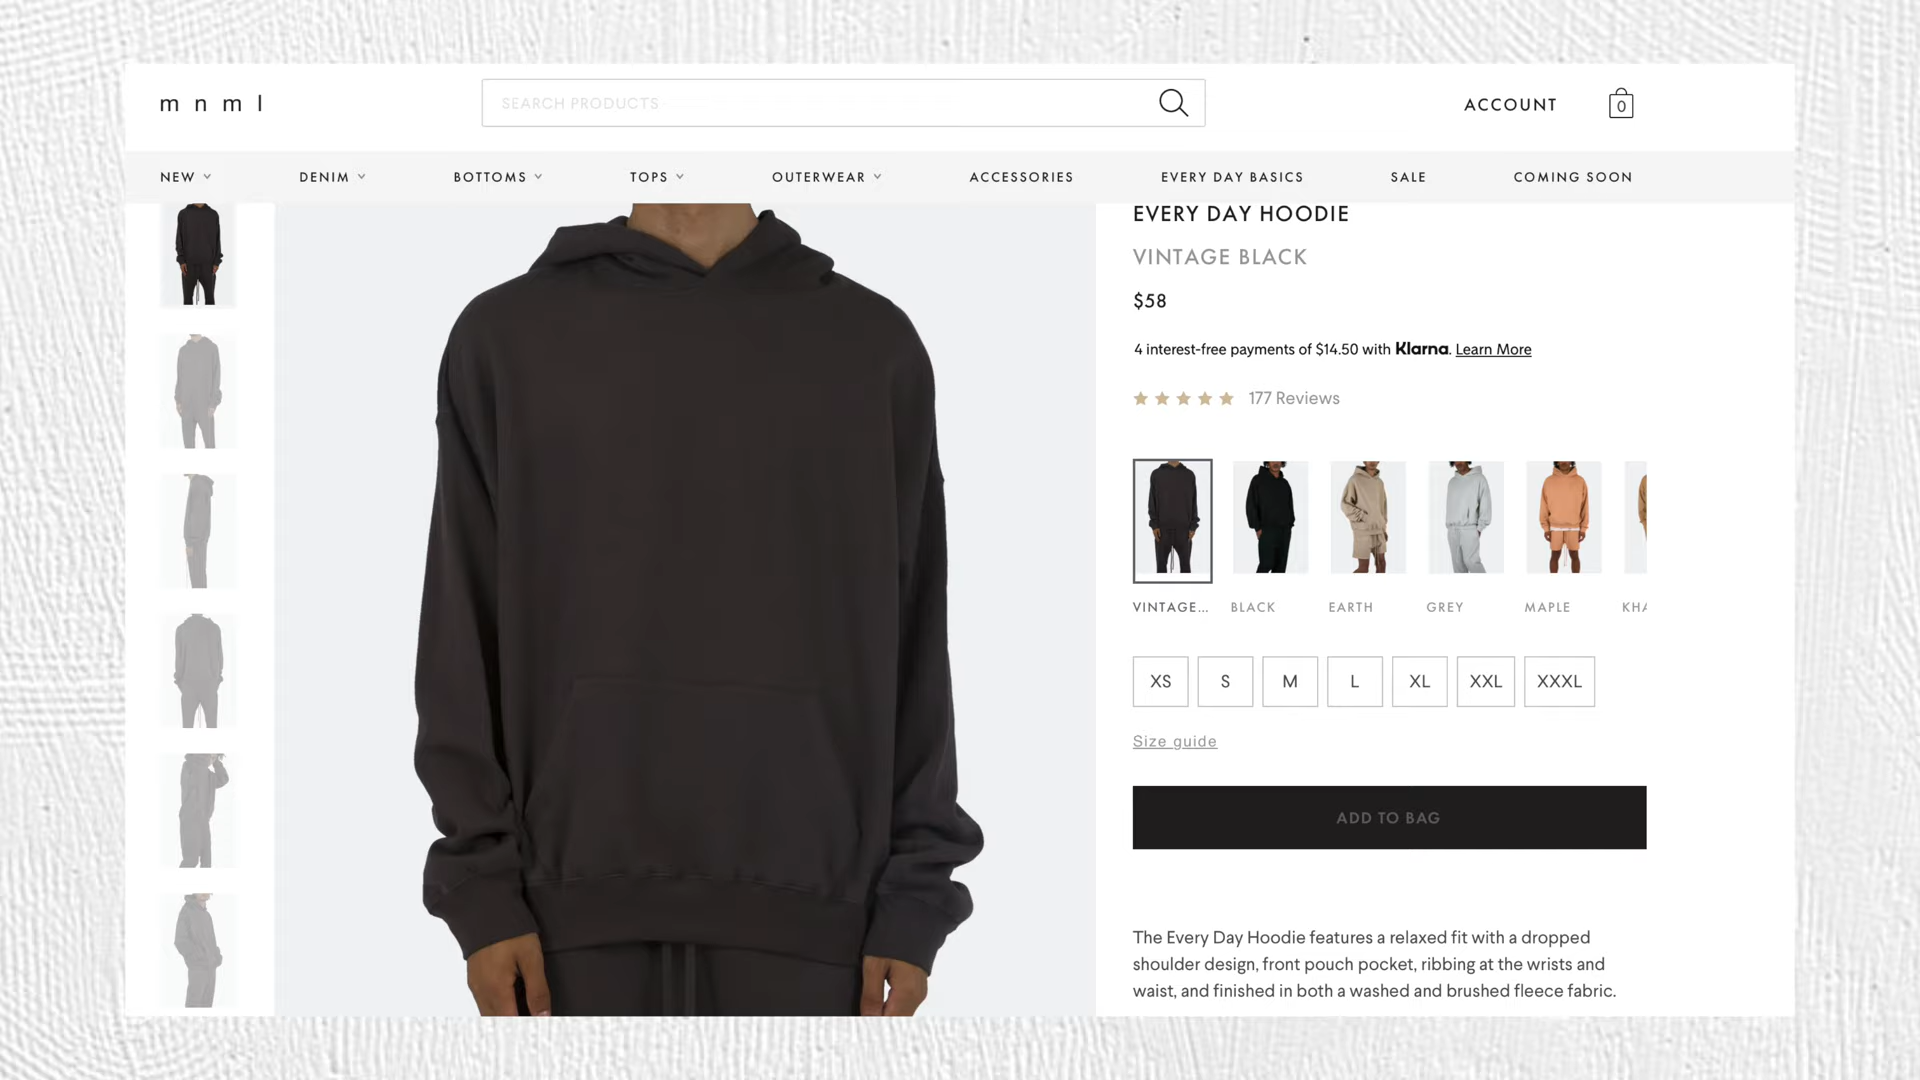 m n m l
SEARCH PRODUCTS
ACCOUNT
0
NEW
DENIM
BOTTOMS
TOPS
OUTERWEAR
ACCESSORIES
EVERY DAY BASICS
SALE
COMING SOON
EVERY DAY HOODIE
VINTAGE BLACK
$58
4 interest-free payments of $14.50 with Klarna. Learn More
177 Reviews
VINTAGE...
BLACK
EARTH
GREY
MAPLE
KHA
XS
S
M
L
XL
XXL
XXXL
Size guide
ADD TO BAG
The Every Day Hoodie features a relaxed fit with a dropped
shoulder design, front pouch pocket, ribbing at the wrists and
waist, and finished in both a washed and brushed fleece fabric.